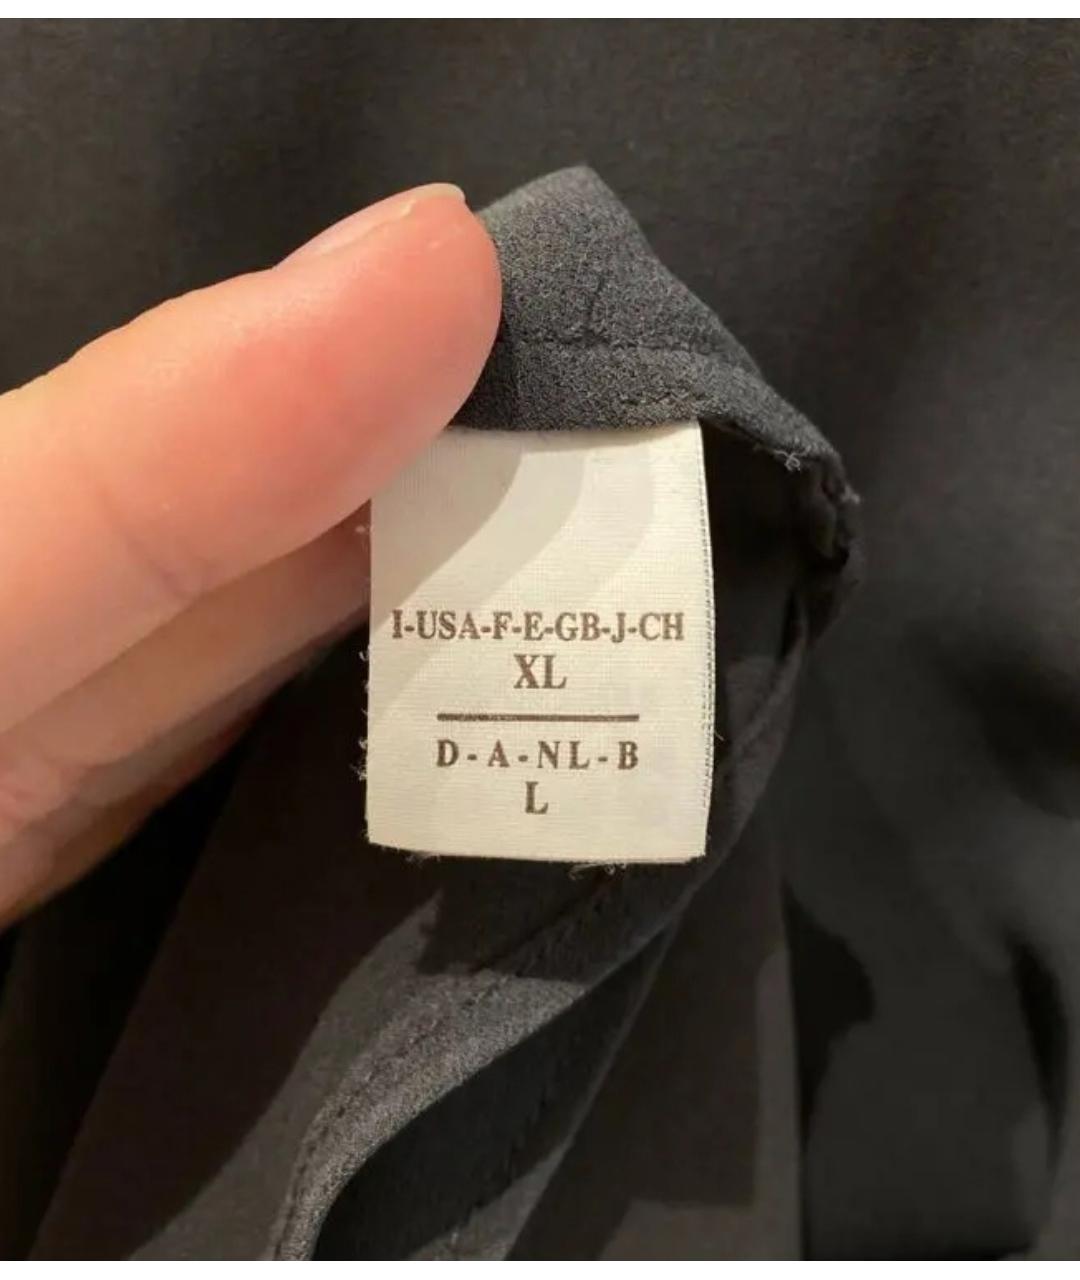 I-USA-F-E-GB-J-CH
XL
D-A-NL-B
L